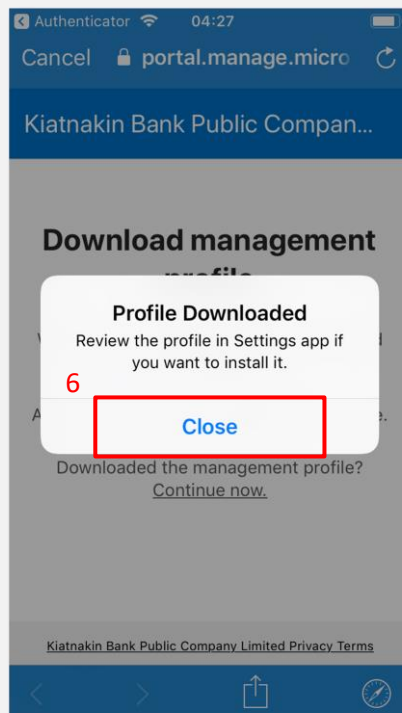 Authenticator 04:27
Cancel portal.manage.micro
Kiatnakin Bank Public Compan...
Download management
profile
Profile Downloaded
Review the profile in Settings app if
you want to install it.
6
Close
Downloaded the management profile?
Continue now.
Kiatnakin Bank Public Company Limited Privacy Terms